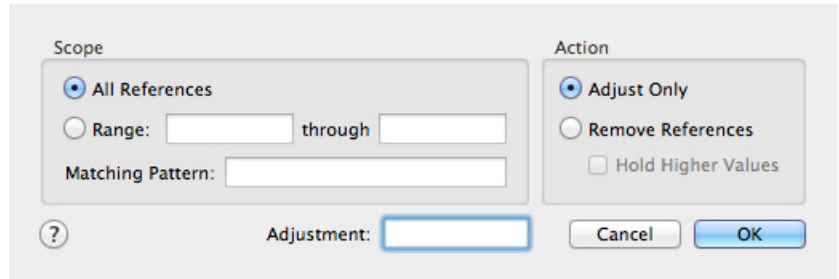 Scope
All References
Range: through
Matching Pattern:
Action
Adjust Only
Remove References
Hold Higher Values
?
Adjustment:
Cancel
OK